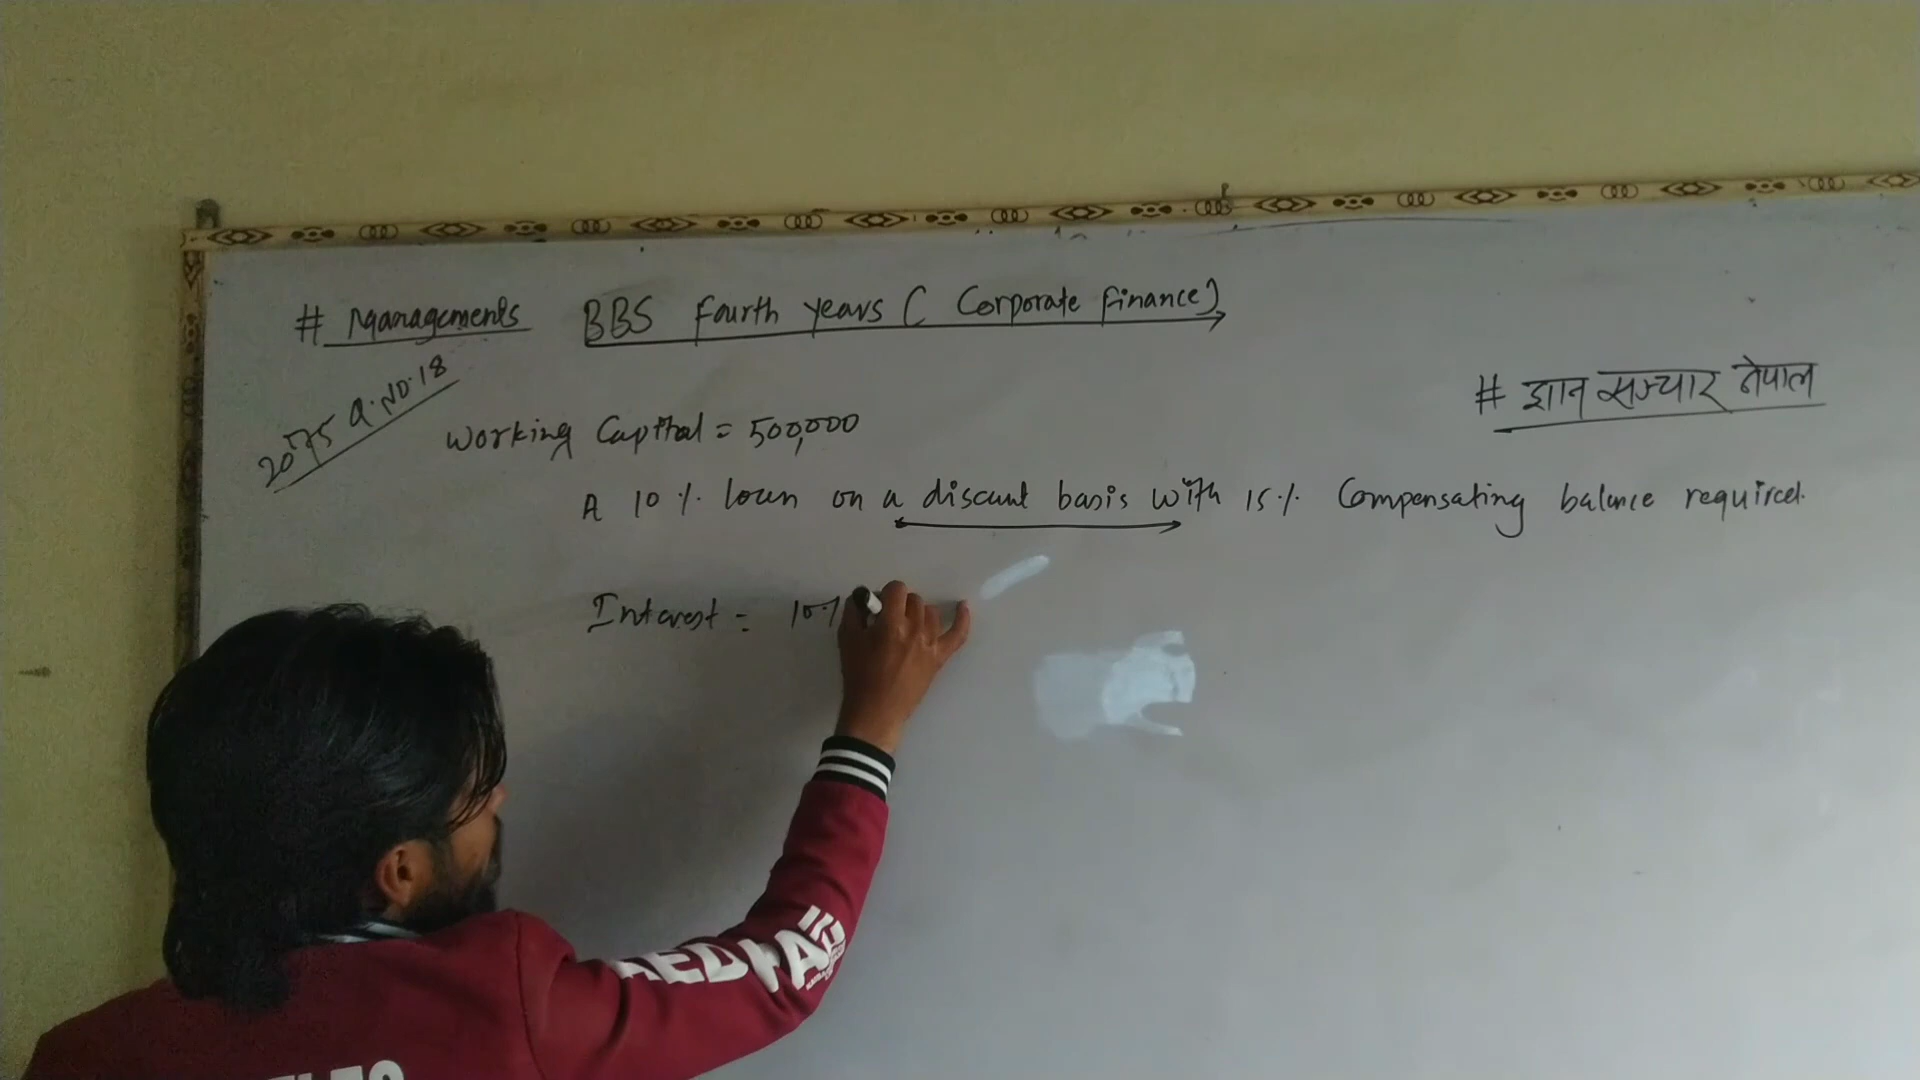 # Managements BBS Fourth Years ( Corporate Finance)
2075 Q.NO.18
# ज्ञान सञ्चार नेपाल
Working Capital = 500,000
A 10 % loan on a discount basis with 15% Compensating balance required.
Interest = 10%